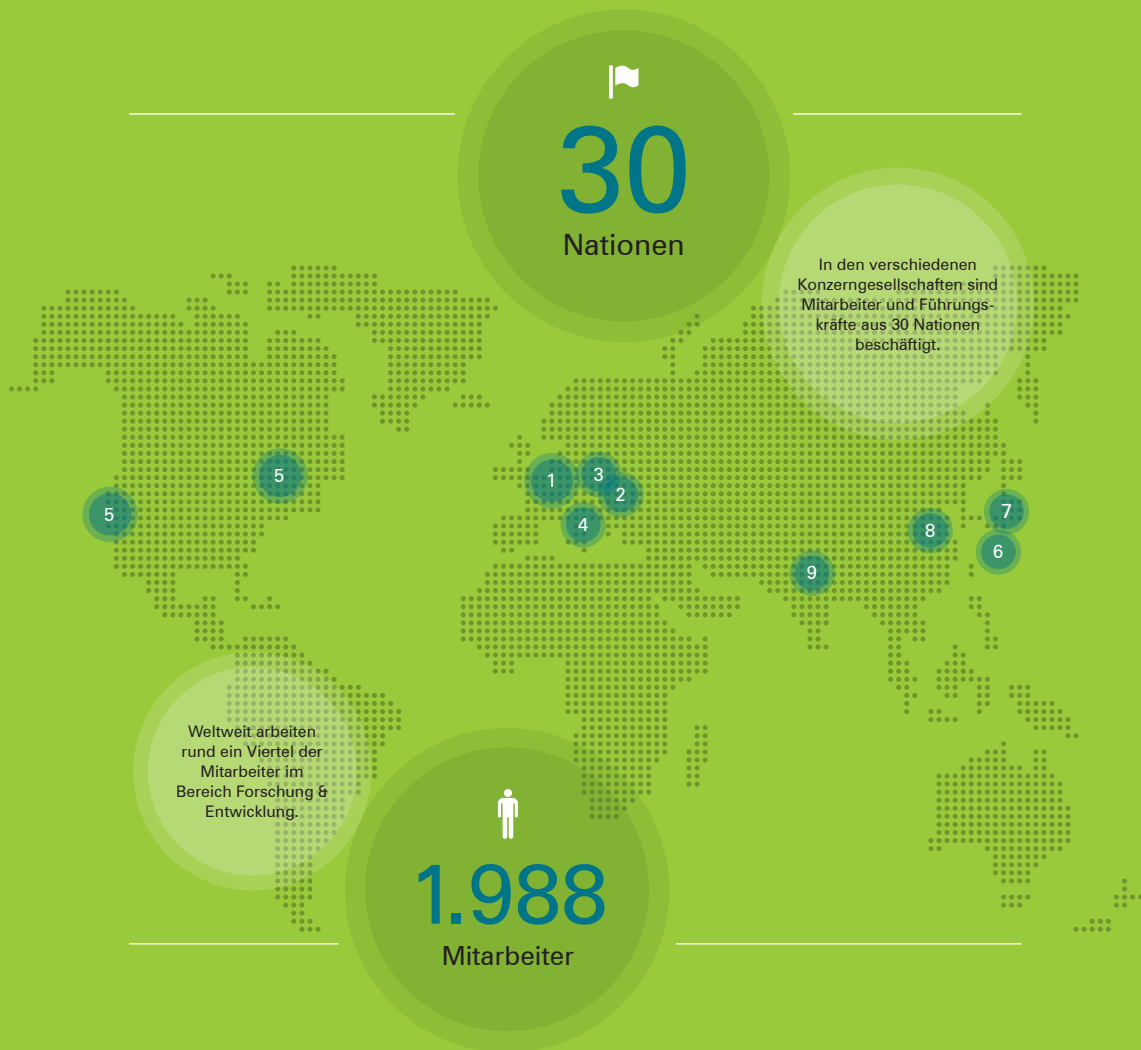 30
Nationen
In den verschiedenen
Konzerngesellschaften sind
Mitarbeiter und Führungs-
kräfte aus 30 Nationen
beschäftigt.
5
5
1
3
2
4
7
8
6
9
Weltweit arbeiten
rund ein Viertel der
Mitarbeiter im
Bereich Forschung &
Entwicklung.
1.988
Mitarbeiter